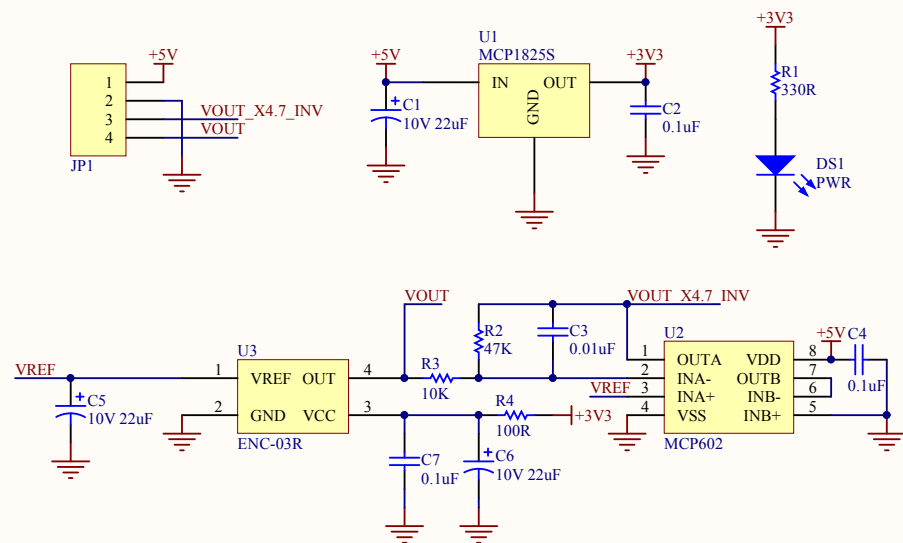 +3V3
U1
MCP1825S
+5V
+5V
+3V3
R1
330R
1
2
3
4
VOUT_X4.7_INV
VOUT
JP1
IN
OUT
GND
C1
10V 22uF
C2
0.1uF
DS1
PWR
VOUT
VOUT_X4.7_INV
R2
47K
C3
0.01uF
U2
+5V
C4
0.1uF
U3
VREF
1
VREF
OUT
4
R3
10K
1
OUTA
VDD
8
2
INA-
OUTB
7
VREF
3
INA+
INB-
6
4
VSS
INB+
5
MCP602
C5
10V 22uF
2
GND
VCC
3
ENC-03R
R4
100R
+3V3
C7
0.1uF
C6
10V 22uF